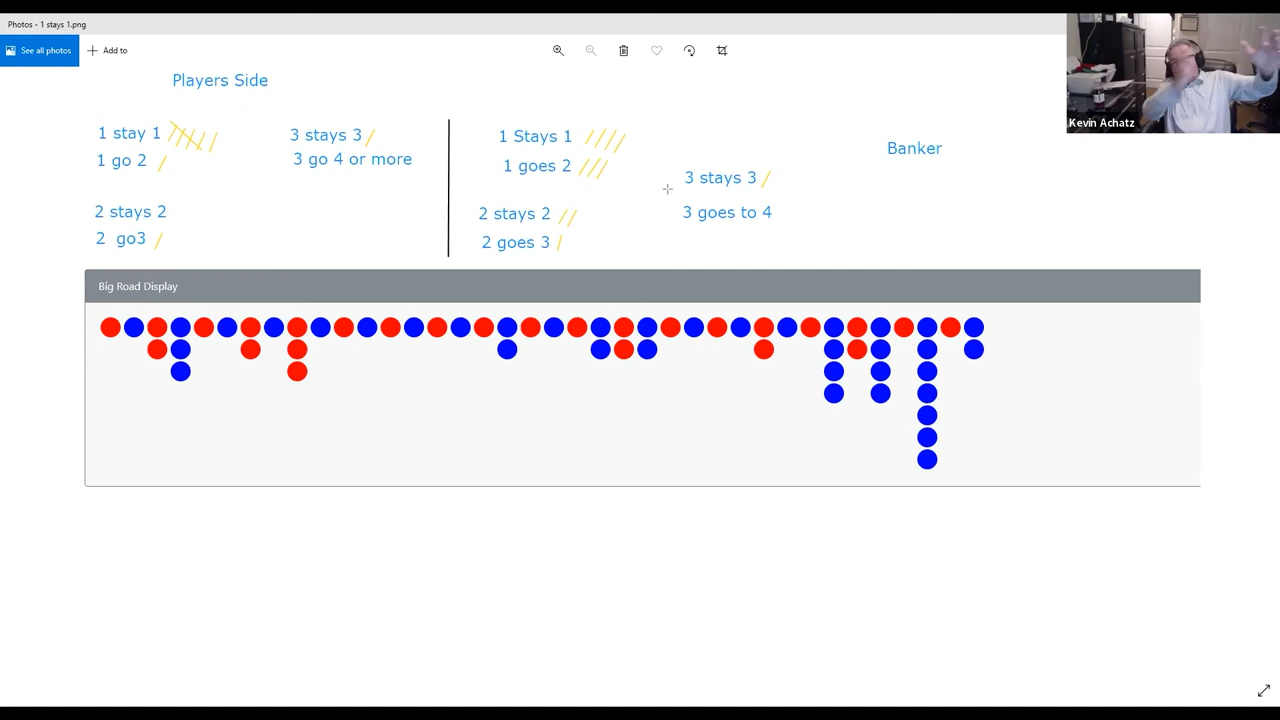 Photos - 1 stays 1.png
See all photos
Add to
Players Side
1 stay 1
1 go 2
3 stays 3
3 go 4 or more
2 stays 2
2 go3
1 Stays 1
1 goes 2
3 stays 3
3 goes to 4
2 stays 2
2 goes 3
Banker
Kevin Achatz
Big Road Display